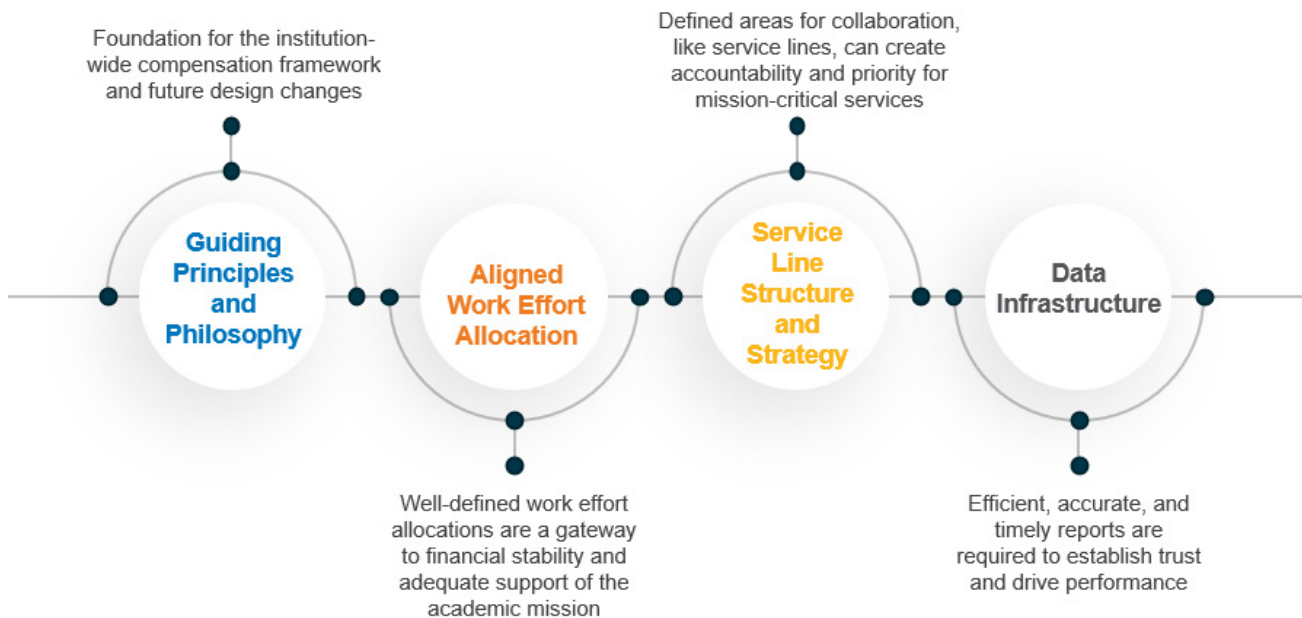 Foundation for the institution-
wide compensation framework
and future design changes
Guiding
Principles
and
Philosophy
Aligned
Work Effort
Allocation
Well-defined work effort
allocations are a gateway
to financial stability and
adequate support of the
academic mission
Defined areas for collaboration,
like service lines, can create
accountability and priority for
mission-critical services
Service
Line
Structure
and
Strategy
Data
Infrastructure
Efficient, accurate, and
timely reports are
required to establish trust
and drive performance